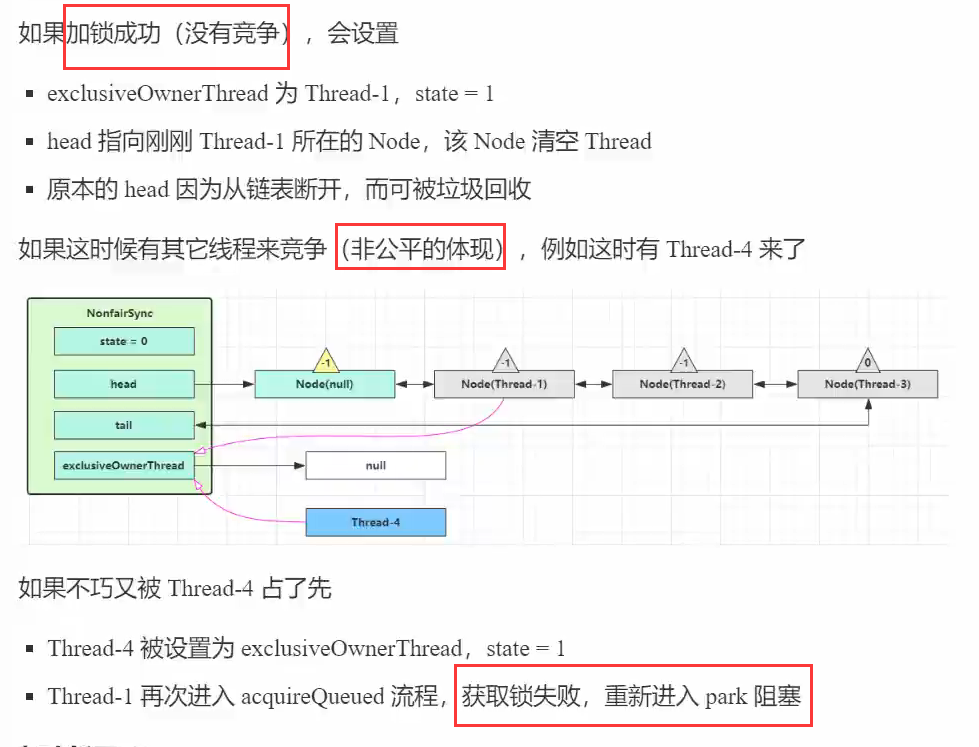 如果加锁成功（没有竞争），会设置
▪ exclusiveOwnerThread 为 Thread-1，state = 1
▪ head 指向刚刚 Thread-1 所在的 Node，该 Node 清空 Thread
▪ 原本的 head 因为从链表断开，而可被垃圾回收
如果这时候有其它线程来竞争（非公平的体现），例如这时有 Thread-4 来了
NonfairSync
state = 0
-1
-1
-1
0
head
Node(null)
Node(Thread-1)
Node(Thread-2)
Node(Thread-3)
tail
exclusiveOwnerThread
null
Thread-4
如果不巧又被 Thread-4 占了先
▪ Thread-4 被设置为 exclusiveOwnerThread，state = 1
▪ Thread-1 再次进入 acquireQueued 流程，获取锁失败，重新进入 park 阻塞